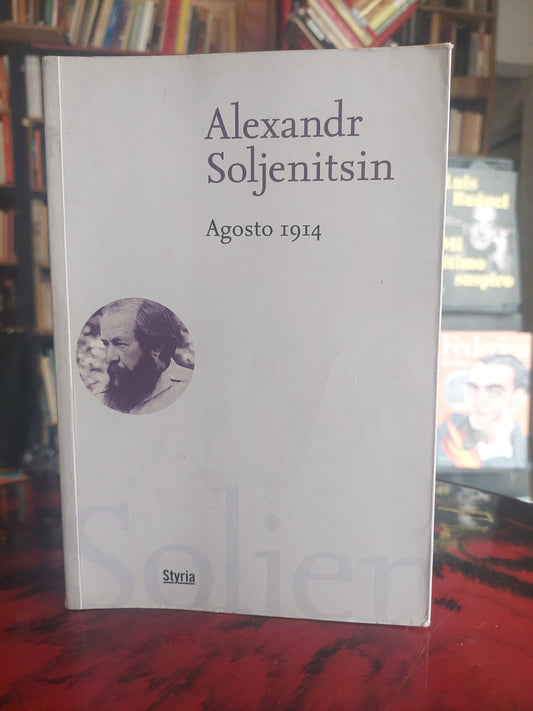 Alexandr
Soljenitsin
Agosto 1914
Soljen
Styria
Luis
Buñuel
Mi
último
suspiro